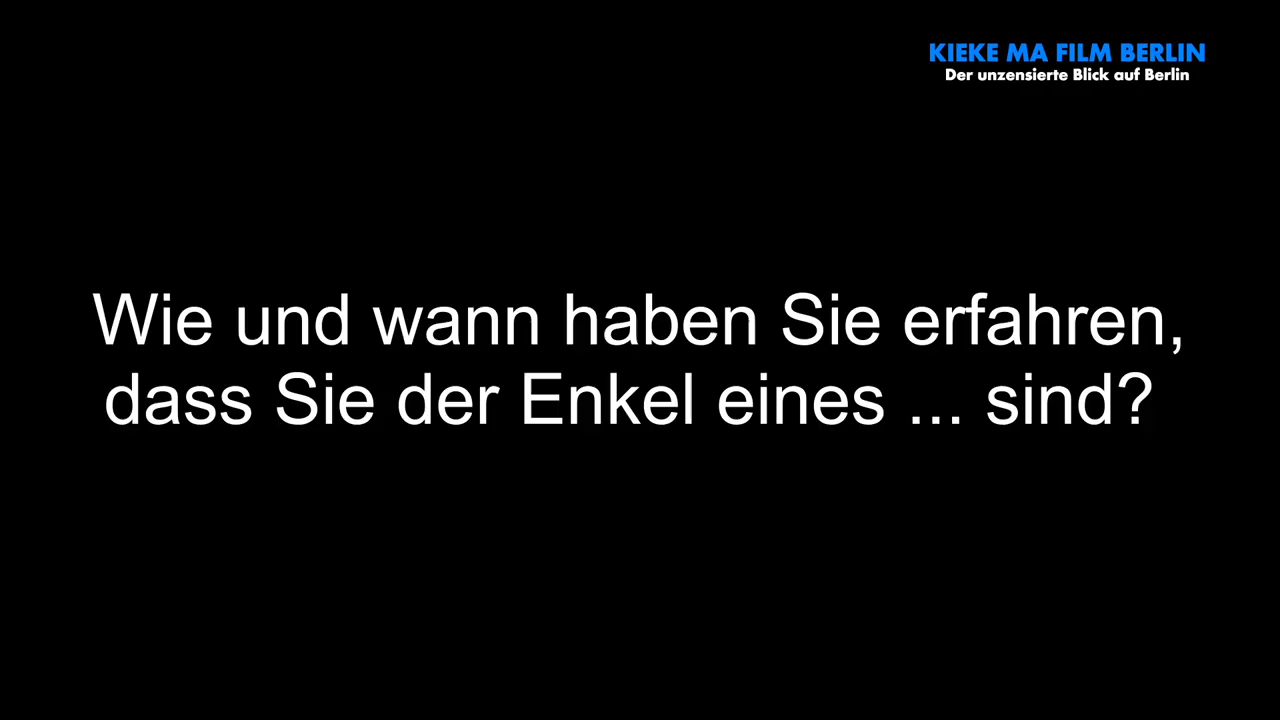 KIEKE MA FILM BERLIN
Der unzensierte Blick auf Berlin
Wie und wann haben Sie erfahren,
dass Sie der Enkel eines ... sind?